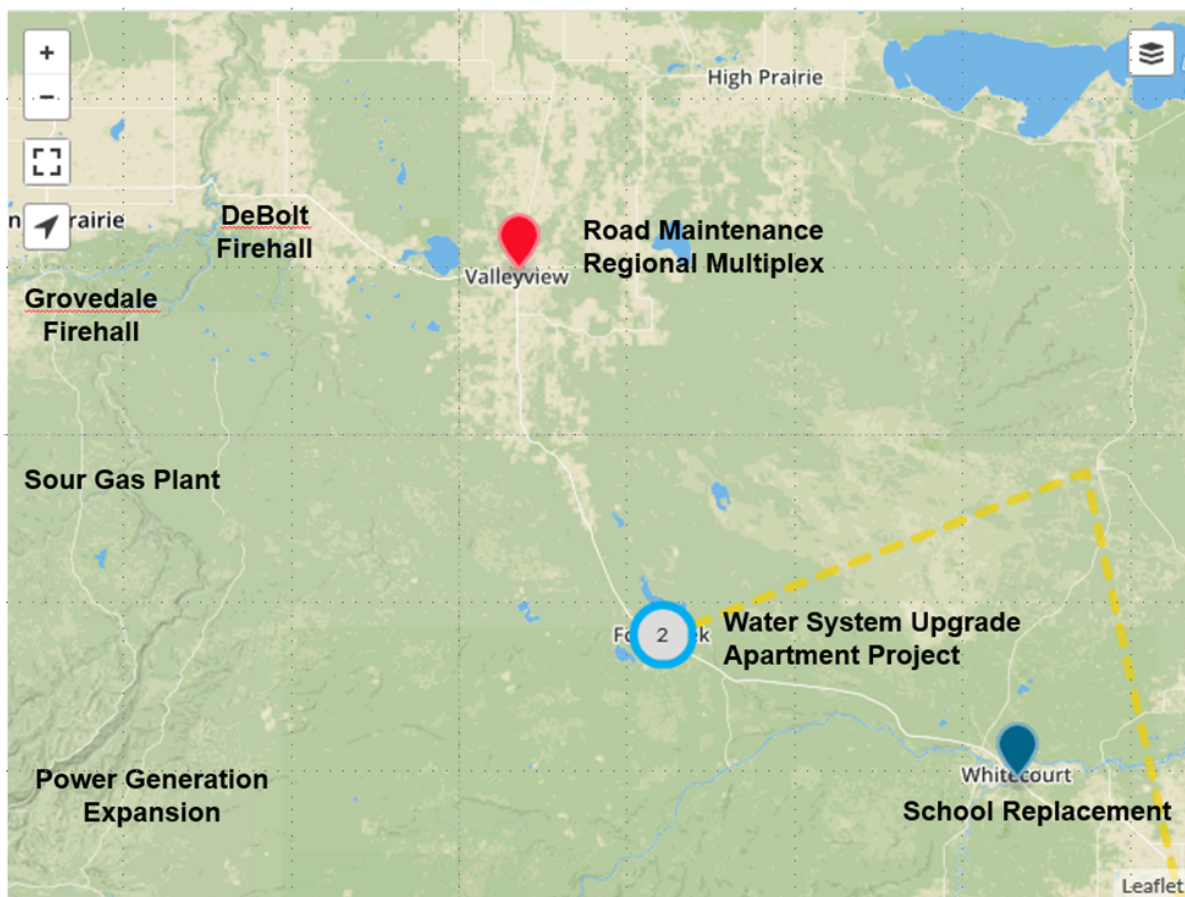 +
−
High Prairie
rairie
DeBolt
Firehall
Road Maintenance
Regional Multiplex
Valleyview
Grovedale
Firehall
Sour Gas Plant
2
Water System Upgrade
Apartment Project
Power Generation
Expansion
Whitecourt
School Replacement
Leaflet